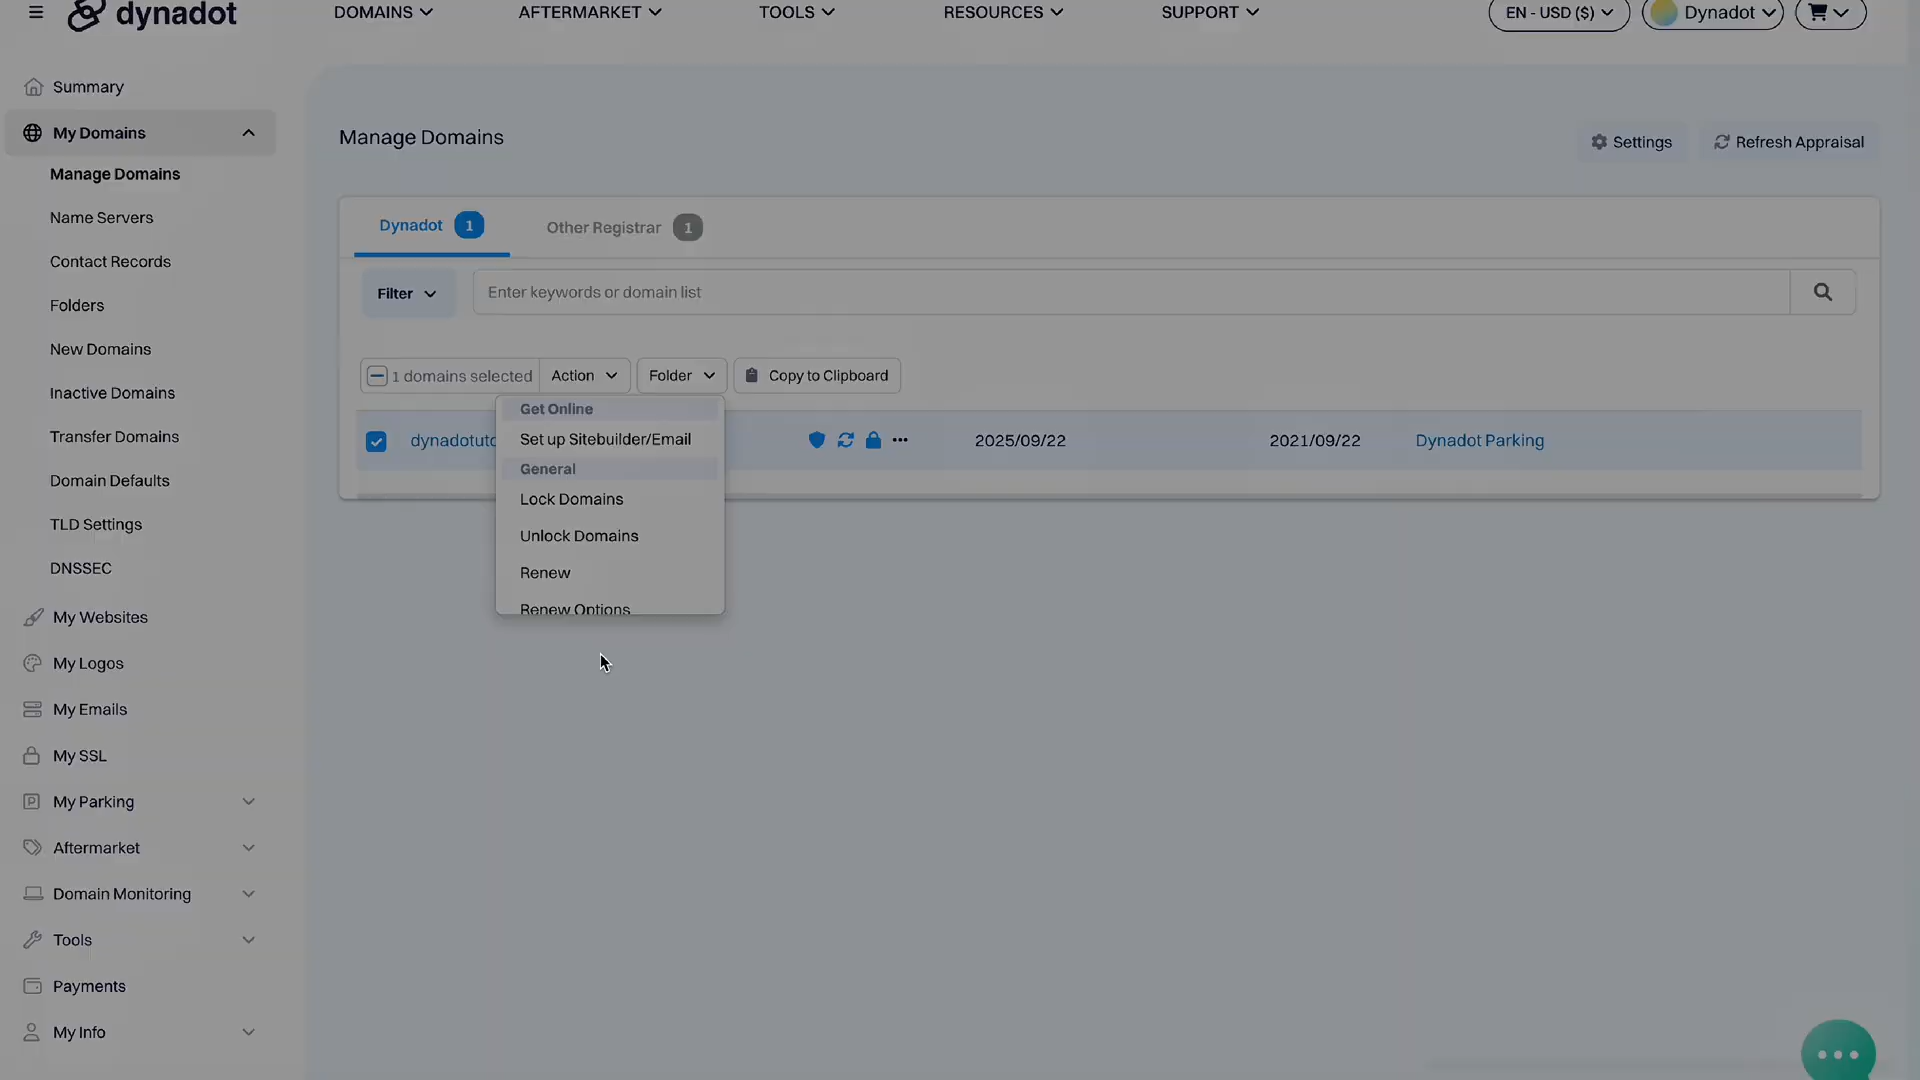 dynadot
DOMAINS
AFTERMARKET
TOOLS
RESOURCES
SUPPORT
EN - USD ($)
Dynadot
Summary
My Domains
Manage Domains
Name Servers
Contact Records
Folders
New Domains
Inactive Domains
Transfer Domains
Domain Defaults
TLD Settings
DNSSEC
My Websites
My Logos
My Emails
My SSL
My Parking
Aftermarket
Domain Monitoring
Tools
Payments
My Info
Manage Domains
Settings
Refresh Appraisal
Dynadot 1
Other Registrar 1
Filter
Enter keywords or domain list
1 domains selected
Action
Folder
Copy to Clipboard
dynadotuto
2025/09/22
2021/09/22
Dynadot Parking
Get Online
Set up Sitebuilder/Email
General
Lock Domains
Unlock Domains
Renew
Renew Options